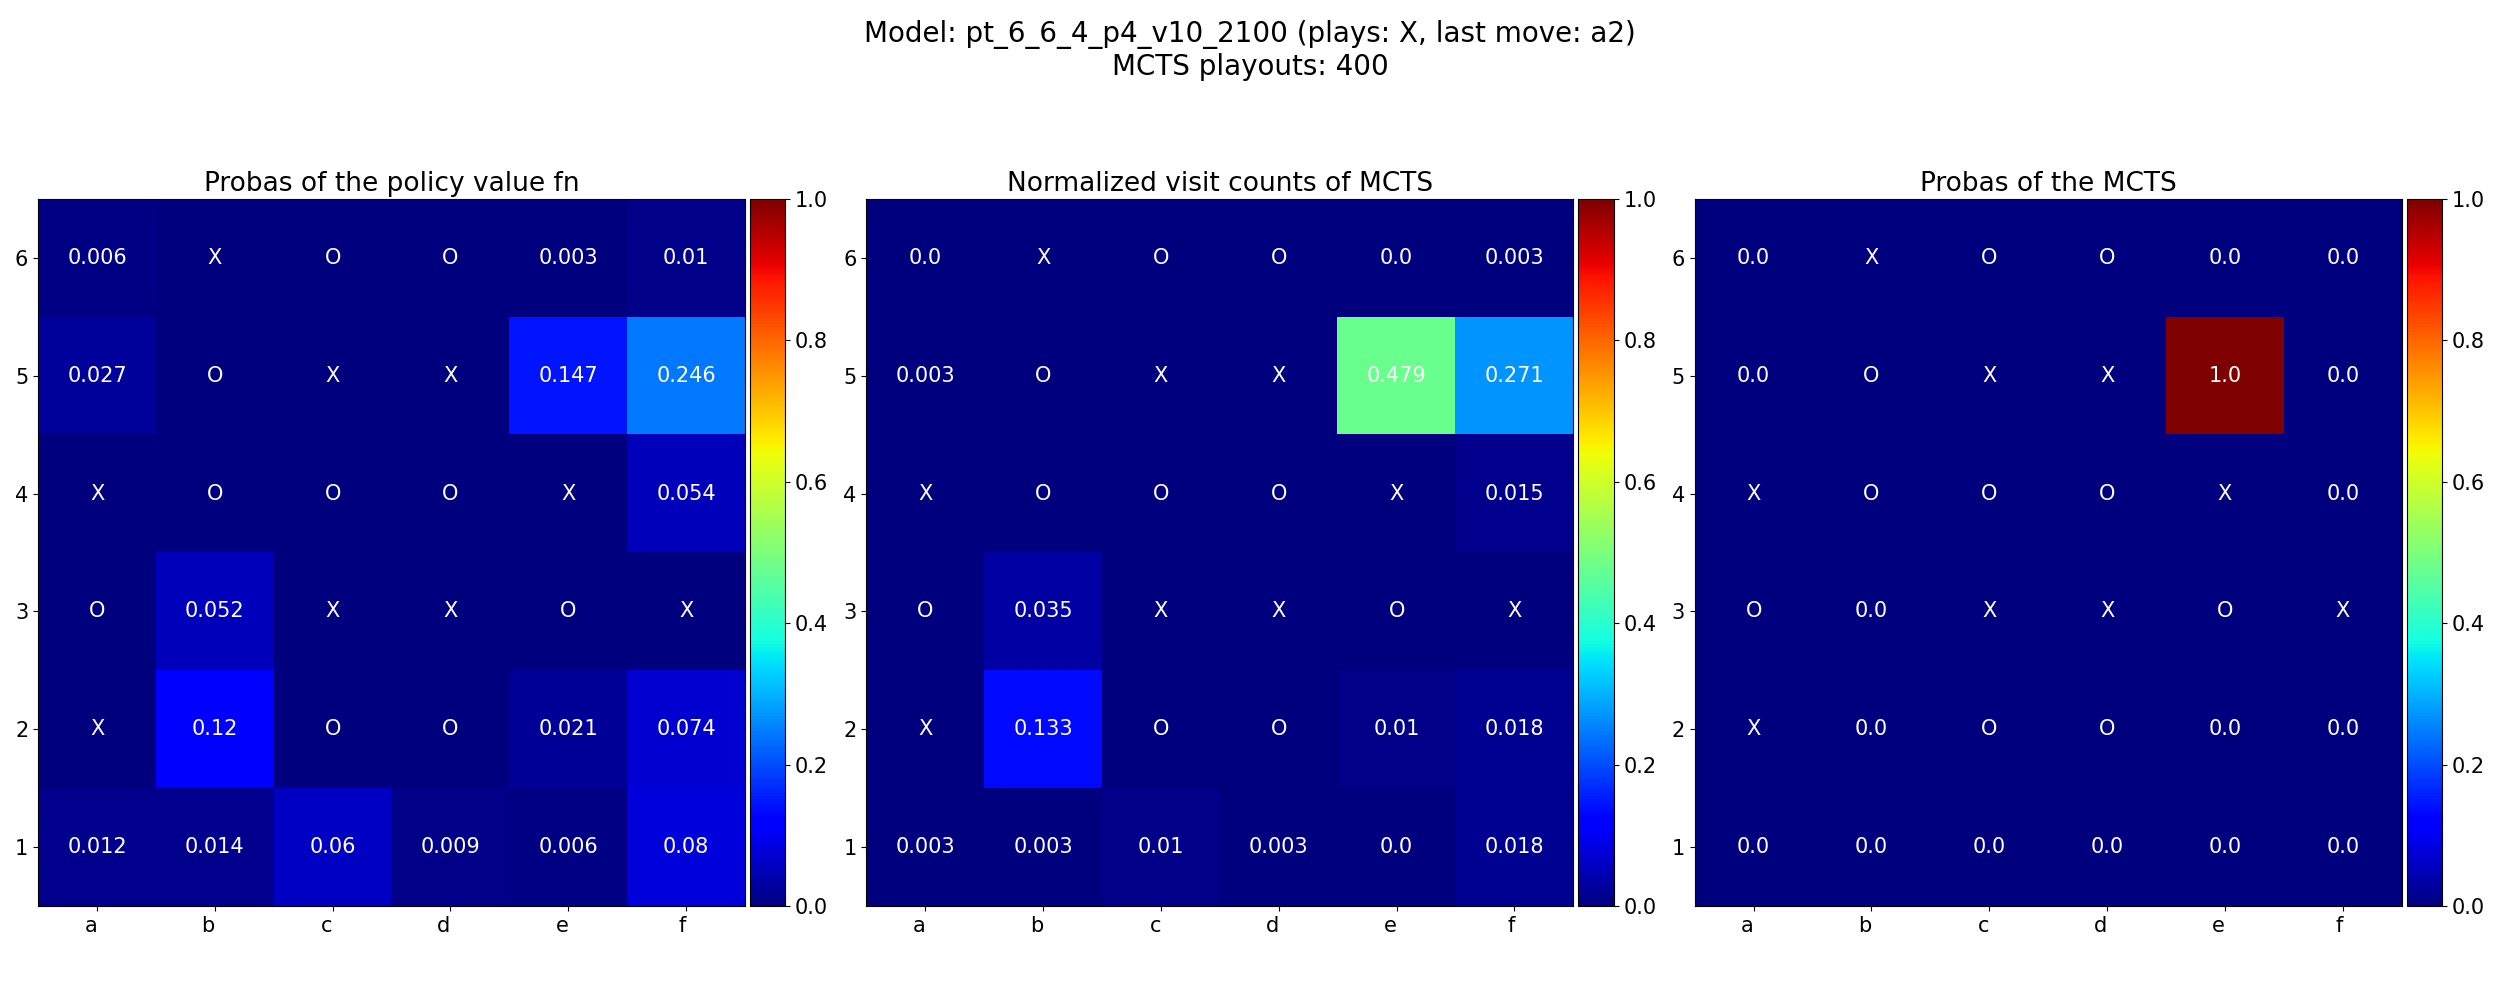 Model: pt_6_6_4_p4_v10_2100 (plays: X, last move: a2)
MCTS playouts: 400
Probas of the policy value fn
6 0.006 X O O 0.003 0.01
5 0.027 O X X 0.147 0.246
4 X O O O X 0.054
3 O 0.052 X X O X
2 X 0.12 O O 0.021 0.074
1 0.012 0.014 0.06 0.009 0.006 0.08
a b c d e f
1.0
0.8
0.6
0.4
0.2
0.0
Normalized visit counts of MCTS
6 0.0 X O O 0.0 0.003
5 0.003 O X X 0.479 0.271
4 X O O O X 0.015
3 O 0.035 X X O X
2 X 0.133 O O 0.01 0.018
1 0.003 0.003 0.01 0.003 0.0 0.018
a b c d e f
1.0
0.8
0.6
0.4
0.2
0.0
Probas of the MCTS
6 0.0 X O O 0.0 0.0
5 0.0 O X X 1.0 0.0
4 X O O O X 0.0
3 O 0.0 X X O X
2 X 0.0 O O 0.0 0.0
1 0.0 0.0 0.0 0.0 0.0 0.0
a b c d e f
1.0
0.8
0.6
0.4
0.2
0.0